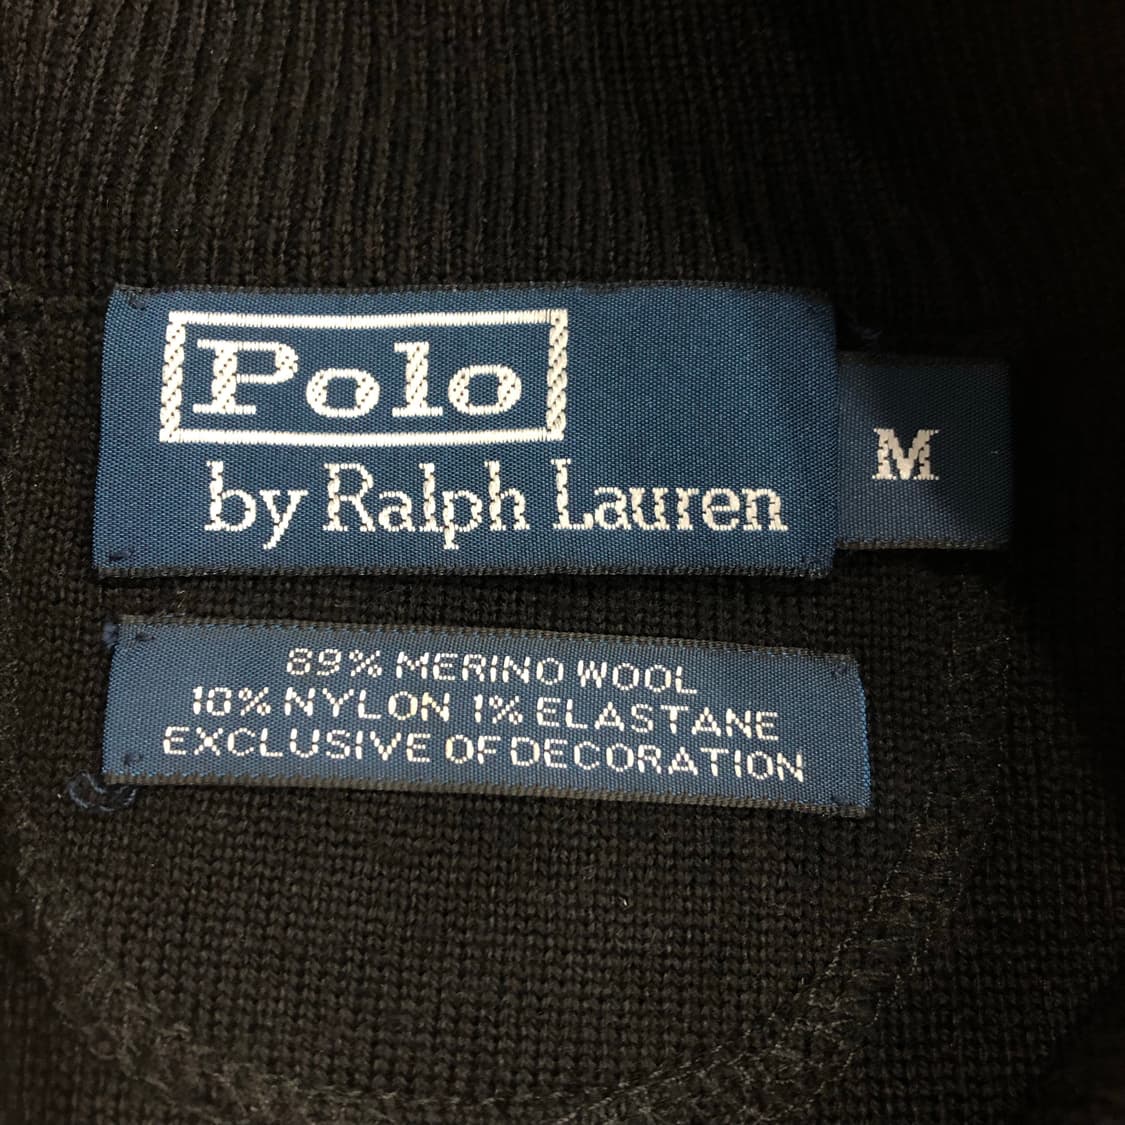 Polo
by Ralph Lauren
M
89% MERINO WOOL
10% NYLON 1% ELASTANE
EXCLUSIVE OF DECORATION